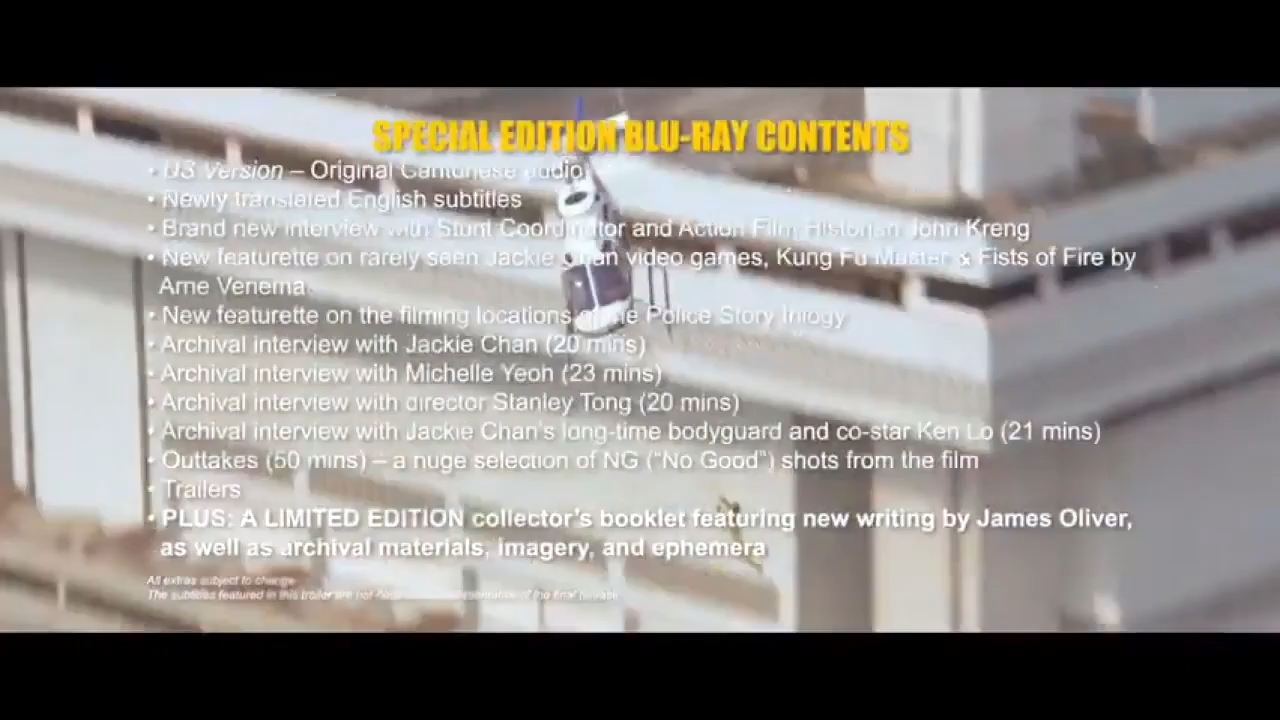 SPECIAL EDITION BLU-RAY CONTENTS
• US Version – Original Cantonese audio
• Newly translated English subtitles
• Brand new interview with Stunt Coordinator and Action Film Historian John Kreng
• New featurette on rarely seen Jackie Chan video games, Kung Fu Master & Fists of Fire by
Arne Venema
• New featurette on the filming locations of the Police Story trilogy
• Archival interview with Jackie Chan (20 mins)
• Archival interview with Michelle Yeoh (23 mins)
• Archival interview with director Stanley Tong (20 mins)
• Archival interview with Jackie Chan's long-time bodyguard and co-star Ken Lo (21 mins)
• Outtakes (50 mins) – a huge selection of NG ("No Good") shots from the film
• Trailers
• PLUS: A LIMITED EDITION collector's booklet featuring new writing by James Oliver,
as well as archival materials, imagery, and ephemera
All extras subject to change
The subtitles featured in this trailer are not of the final release